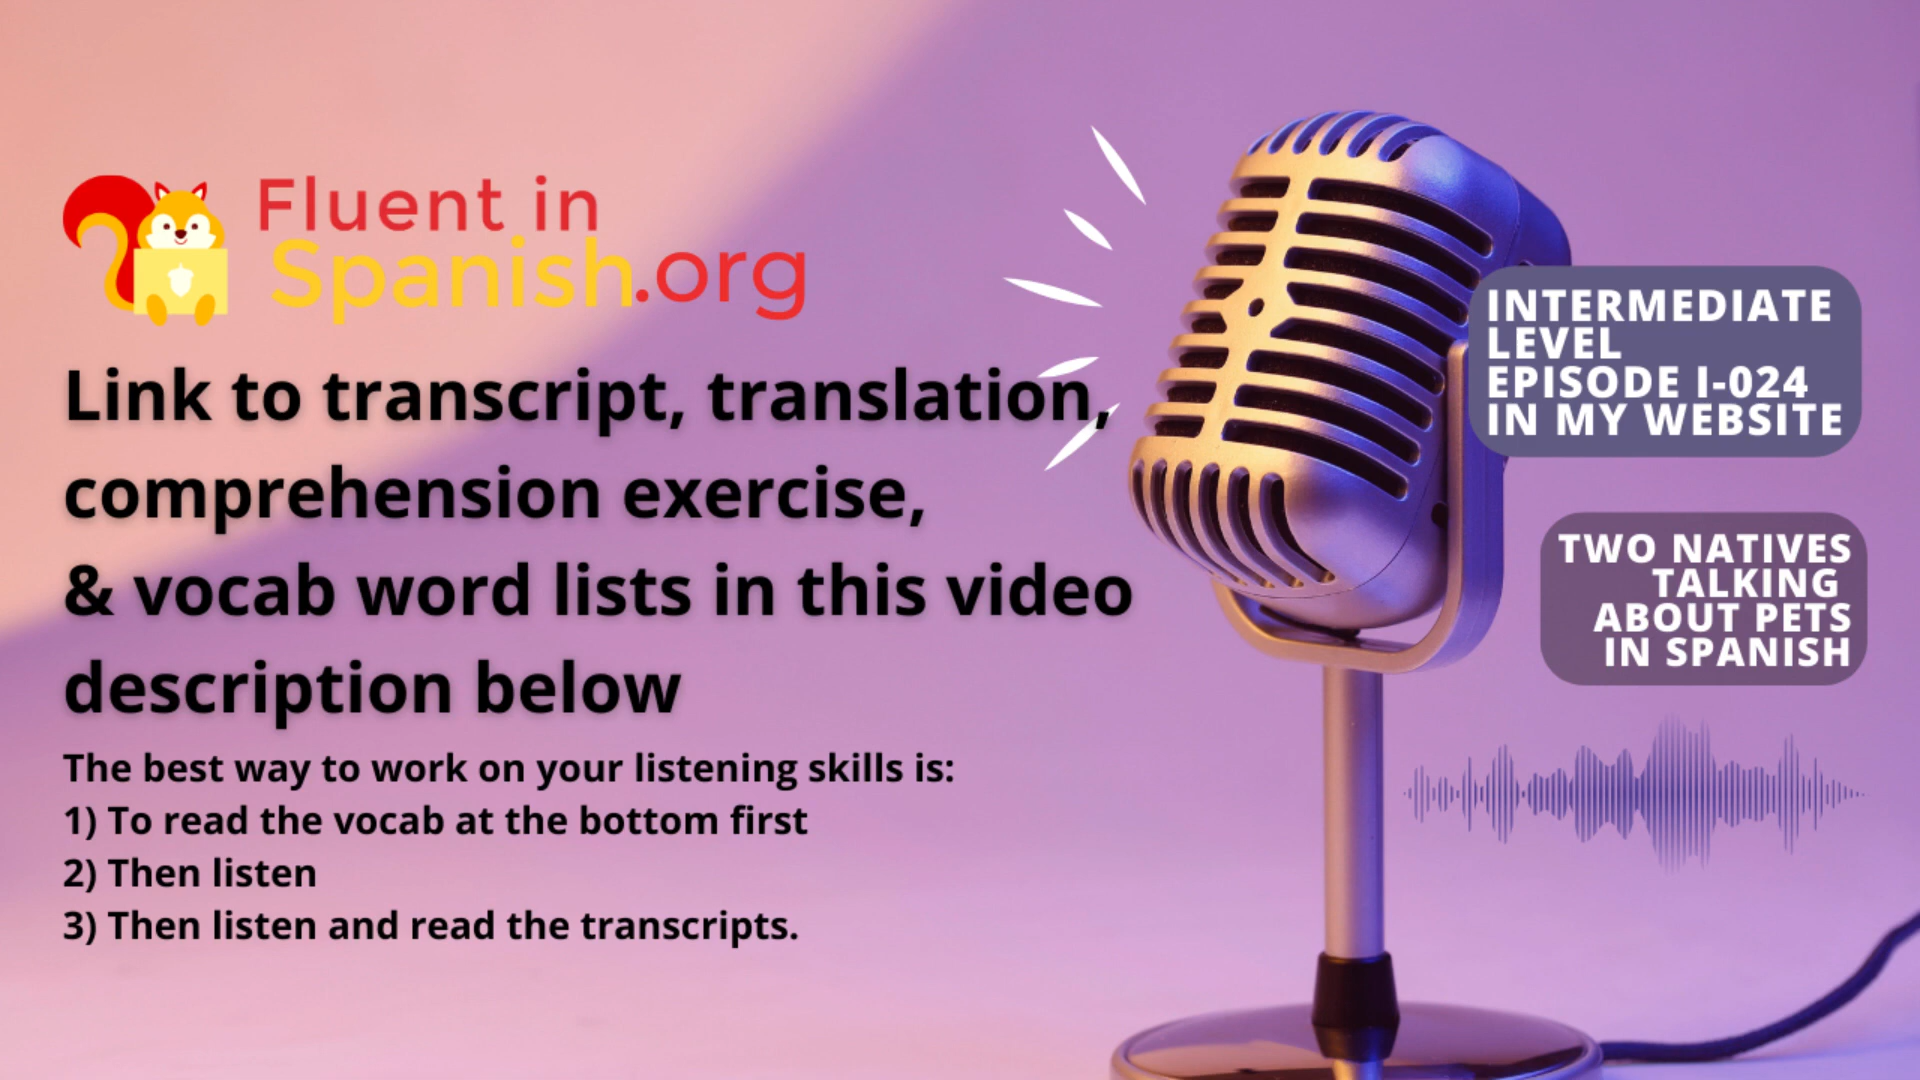 Fluent in
Spanish.org
Link to transcript, translation,
comprehension exercise,
& vocab word lists in this video
description below
The best way to work on your listening skills is:
1) To read the vocab at the bottom first
2) Then listen
3) Then listen and read the transcripts.
INTERMEDIATE
LEVEL
EPISODE I-024
IN MY WEBSITE
TWO NATIVES
TALKING
ABOUT PETS
IN SPANISH